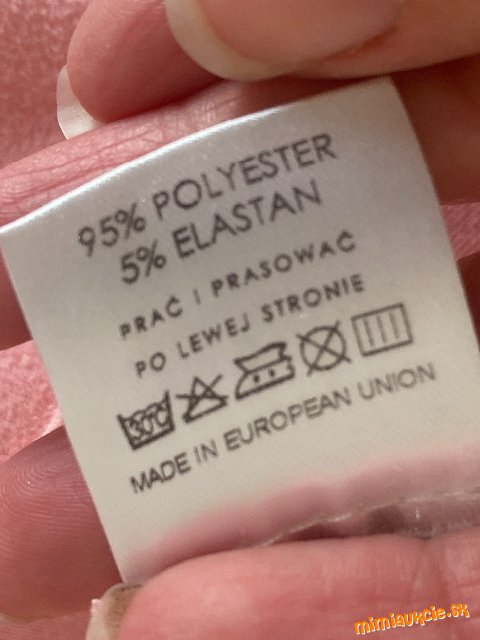 95% POLYESTER
5% ELASTAN
PRAĆ I PRASOWAĆ
PO LEWEJ STRONIE
30°C
MADE IN EUROPEAN UNION
mimiaukcie.sk